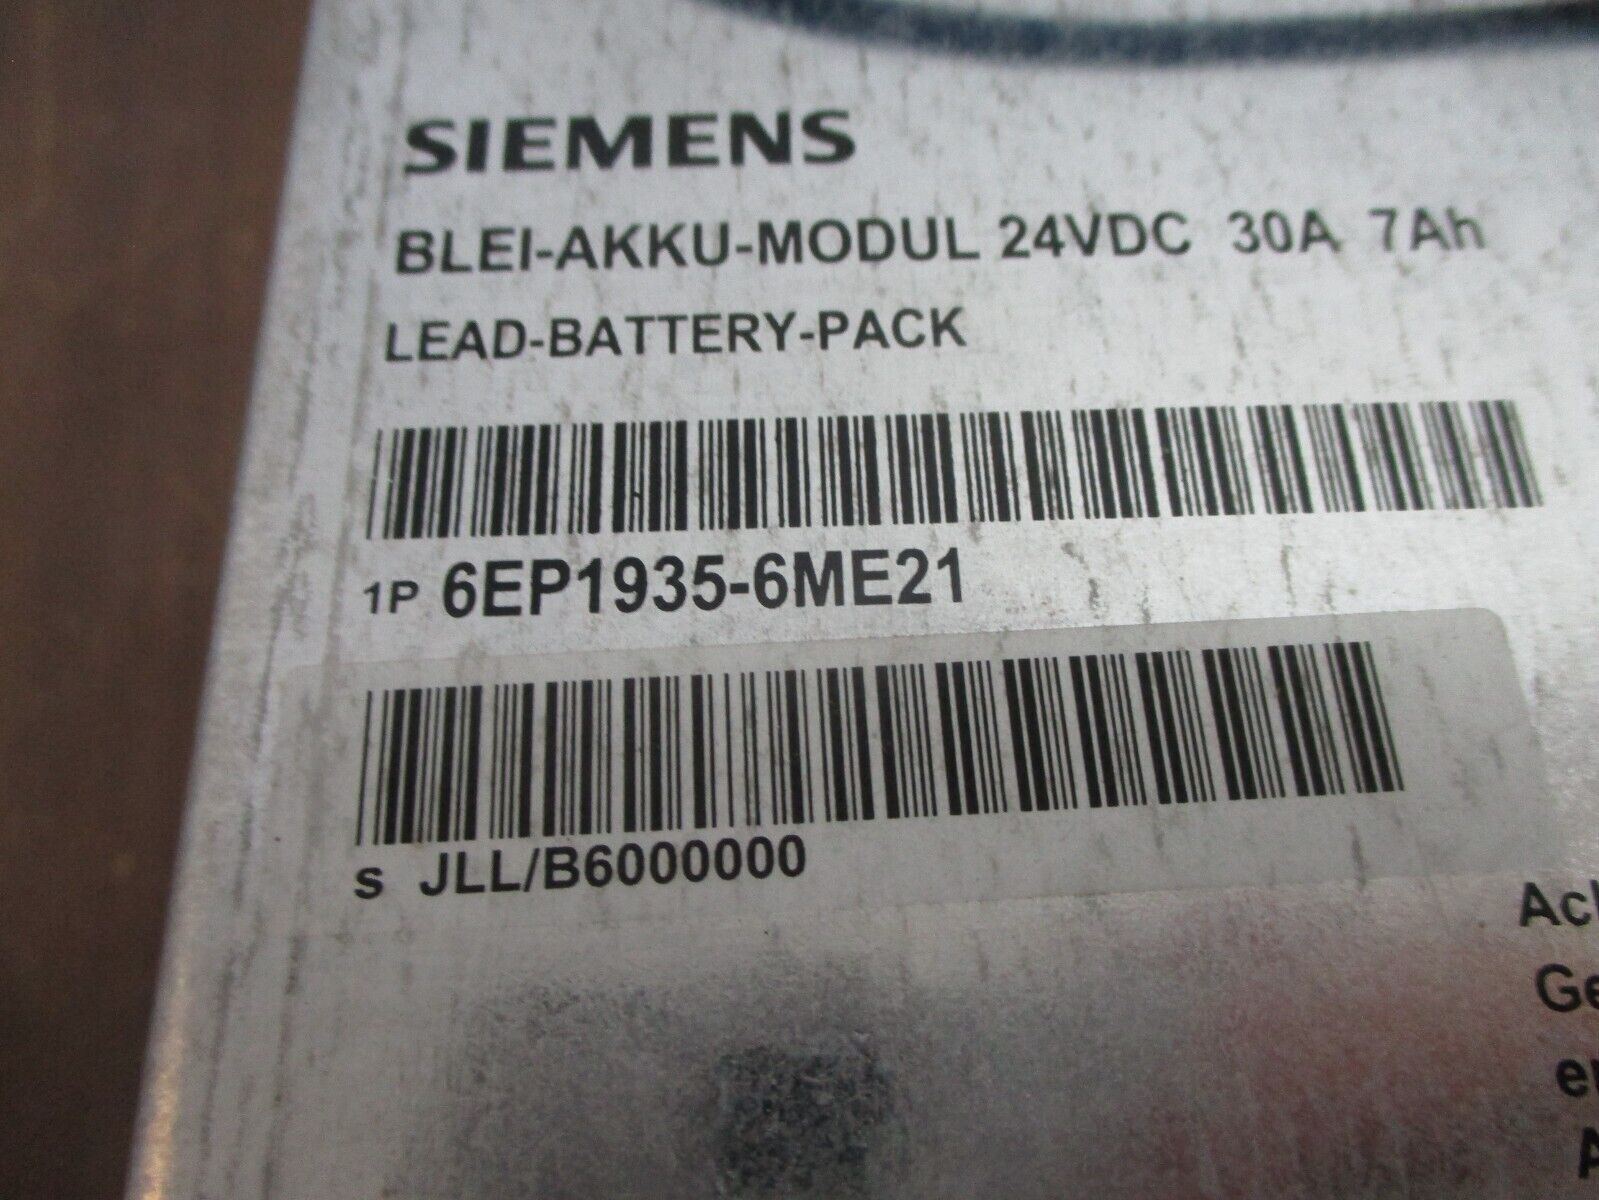 SIEMENS
BLEI-AKKU-MODUL 24VDC 30A 7Ah
LEAD-BATTERY-PACK
1P 6EP1935-6ME21
S JLL/B6000000